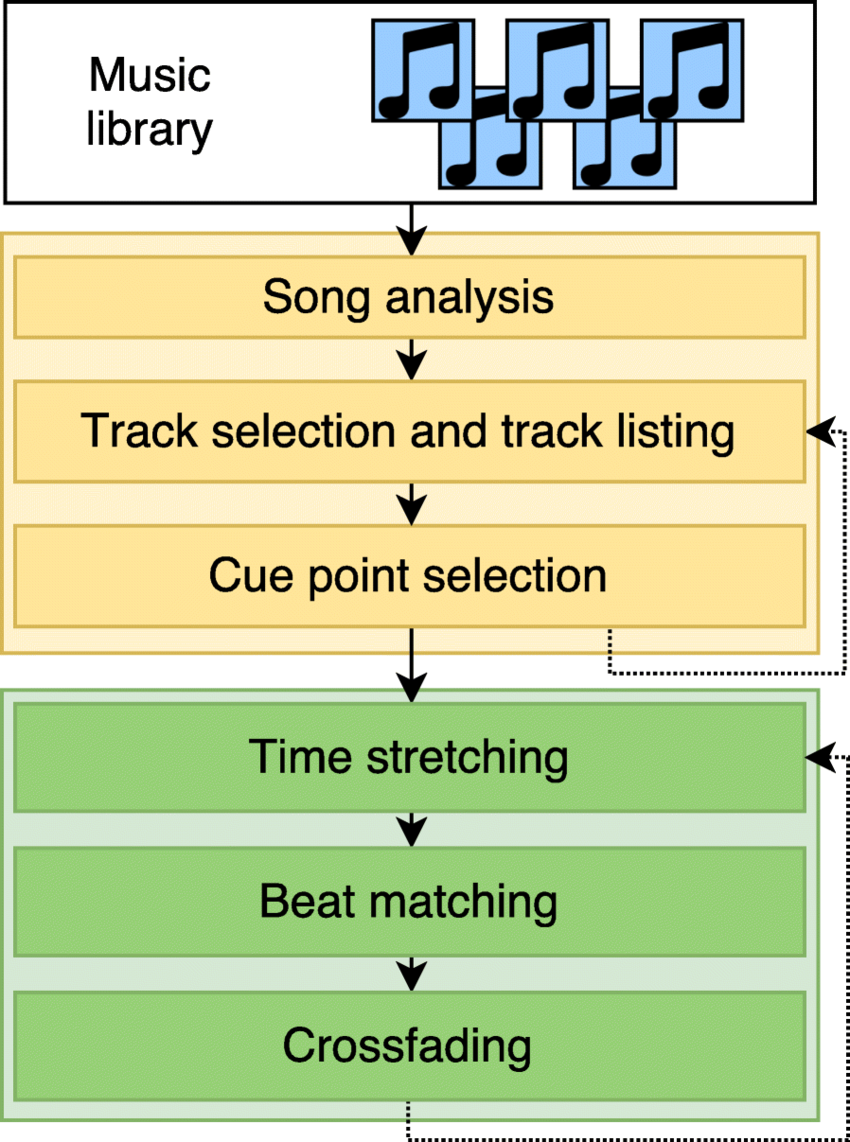 Music
library
Song analysis
Track selection and track listing
Cue point selection
Time stretching
Beat matching
Crossfading